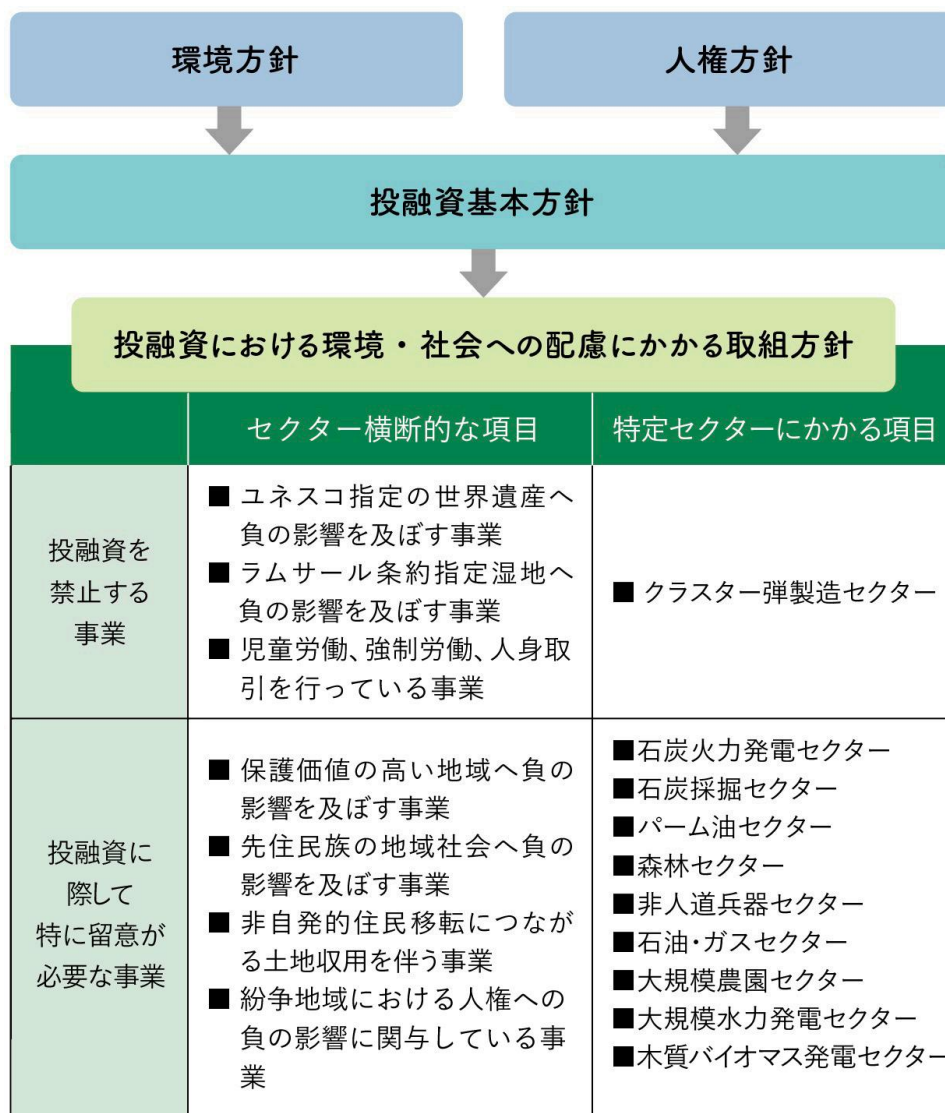 環境方針
人権方針
投融資基本方針
投融資における環境・社会への配慮にかかる取組方針
セクター横断的な項目
特定セクターにかかる項目
投融資を
禁止する
事業
■ ユネスコ指定の世界遺産へ
負の影響を及ぼす事業
■ ラムサール条約指定湿地へ
負の影響を及ぼす事業
■ 児童労働、強制労働、人身取
引を行っている事業
■ クラスター弾製造セクター
投融資に
際して
特に留意が
必要な事業
■ 保護価値の高い地域へ負の
影響を及ぼす事業
■ 先住民族の地域社会へ負の
影響を及ぼす事業
■ 非自発的住民移転につなが
る土地収用を伴う事業
■ 紛争地域における人権への
負の影響に関与している事
業
■石炭火力発電セクター
■石炭採掘セクター
■パーム油セクター
■森林セクター
■非人道兵器セクター
■石油・ガスセクター
■大規模農園セクター
■大規模水力発電セクター
■木質バイオマス発電セクター